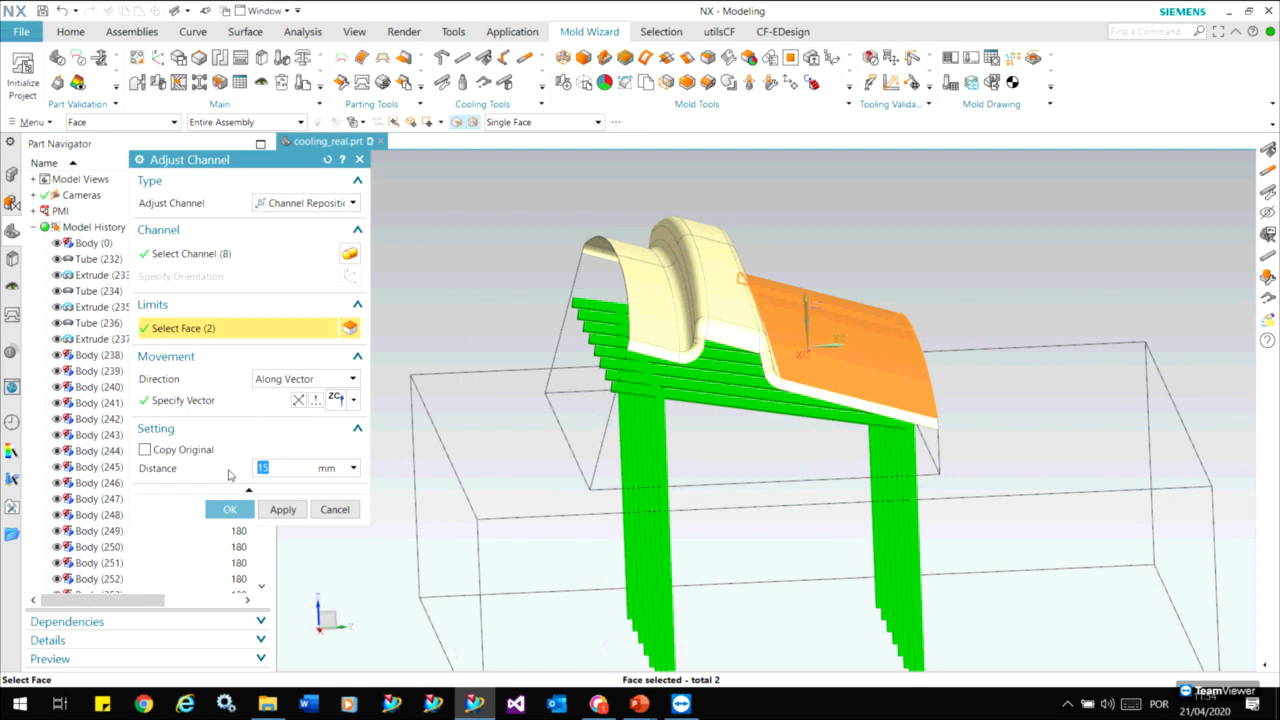 NX
Window
NX - Modeling
SIEMENS
File
Home
Assemblies
Curve
Surface
Analysis
View
Render
Tools
Application
Mold Wizard
Selection
utilsCF
CF-EDesign
Find a Command
Initialize
Project
Part Validation
Main
Parting Tools
Cooling Tools
Mold Tools
Tooling Valida...
Mold Drawing
Menu
Face
Entire Assembly
Single Face
Part Navigator
Name
Model Views
Cameras
PMI
Model History
Body (0)
Tube (232)
Extrude (233
Tube (234)
Extrude (235
Tube (236)
Extrude (237
Body (238)
Body (239)
Body (240)
Body (241)
Body (242)
Body (243)
Body (244)
Body (245)
Body (246)
Body (247)
Body (248)
Body (249) 180
Body (250) 180
Body (251) 180
Body (252) 180
Dependencies
Details
Preview
cooling_real.prt
Adjust Channel
Type
Adjust Channel
Channel Repositic
Channel
Select Channel (8)
Specify Orientation
Limits
Select Face (2)
Movement
Direction
Along Vector
Specify Vector
ZC
Setting
Copy Original
Distance
15 mm
OK
Apply
Cancel
Select Face
Face selected - total 2
TeamViewer
POR
11:54
21/04/2020